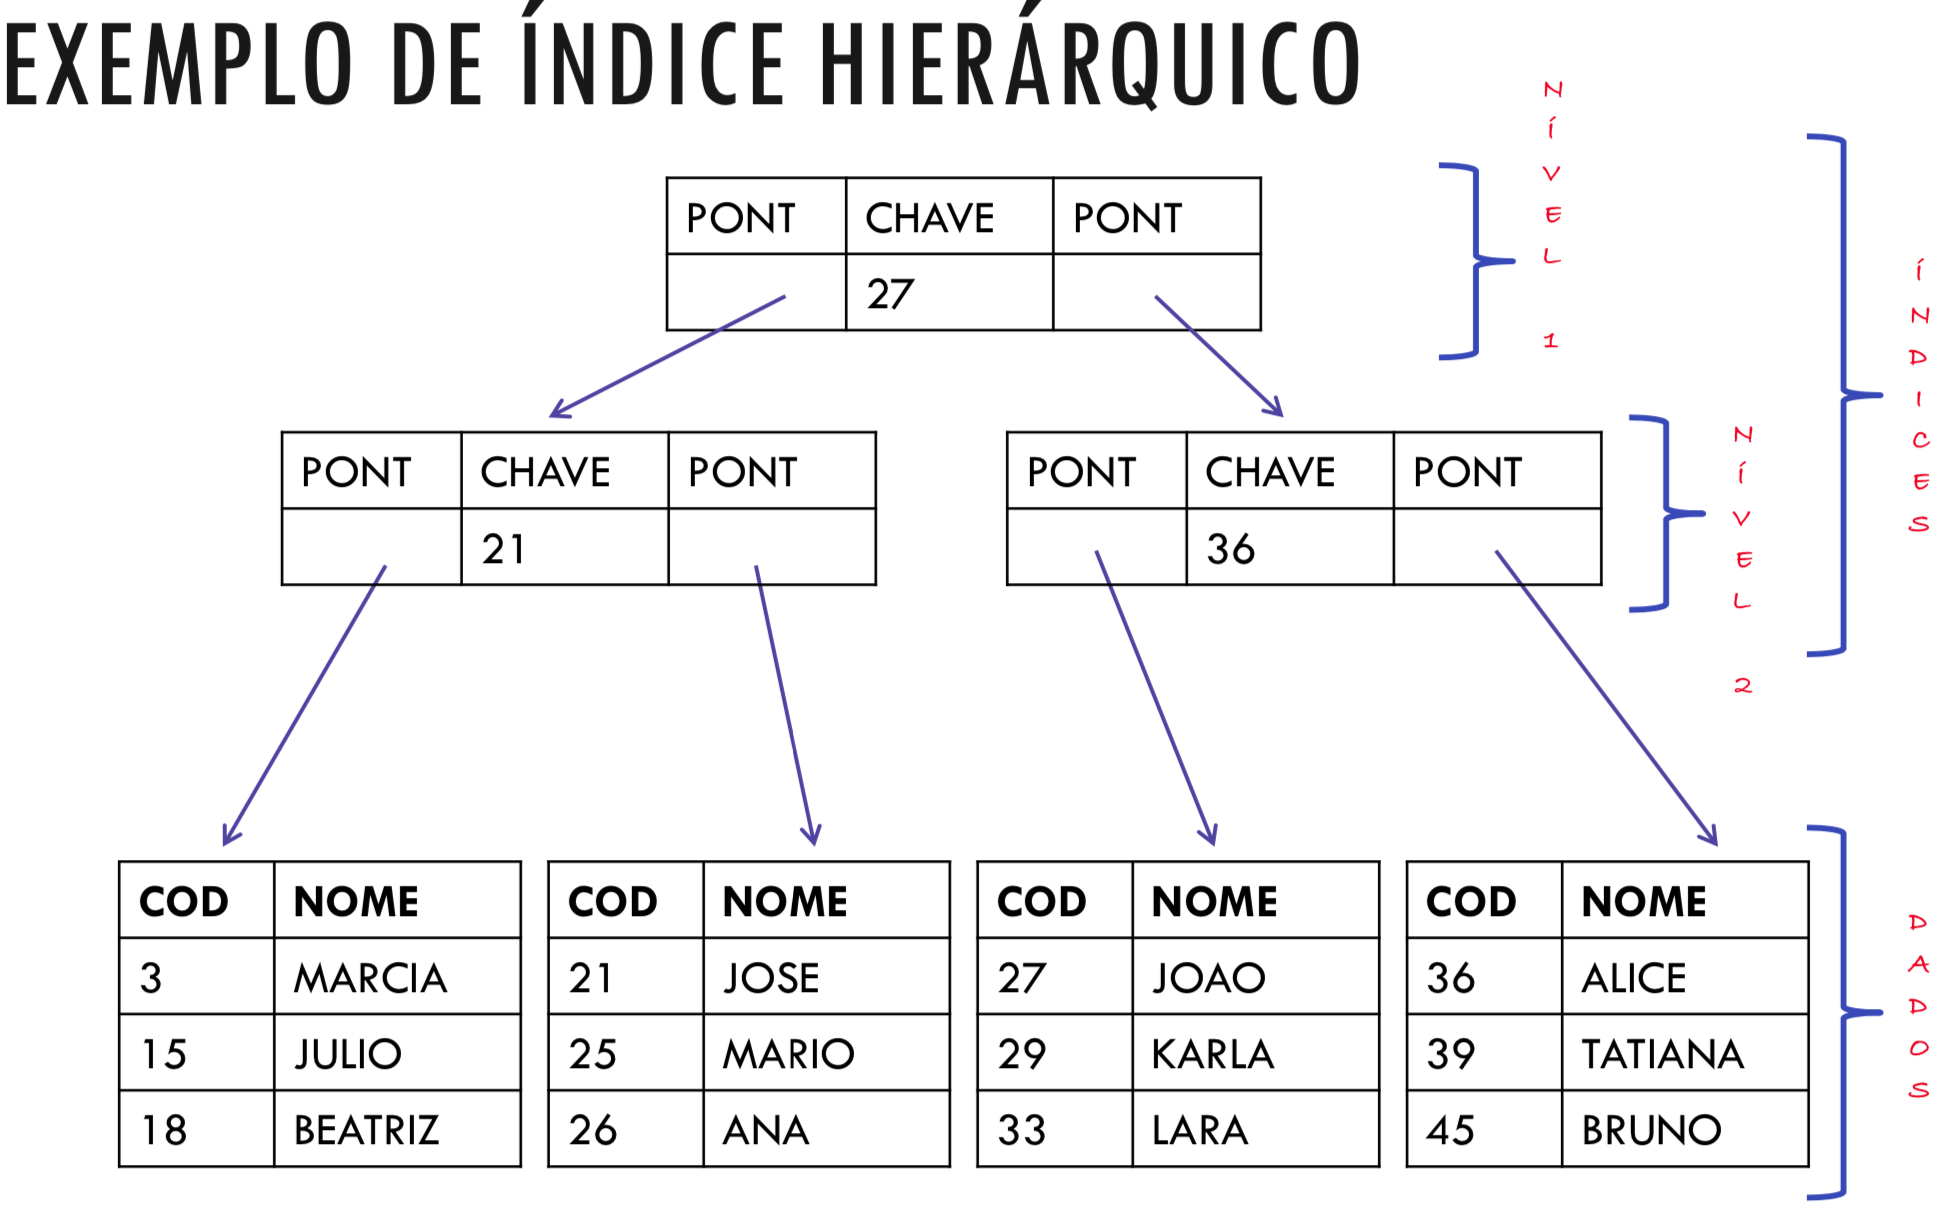 EXEMPLO DE ÍNDICE HIERÁRQUICO
PONT CHAVE PONT
27
NÍVEL 1
PONT CHAVE PONT
21
PONT CHAVE PONT
36
NÍVEL 2
ÍNDICES
COD NOME
3 MARCIA
15 JULIO
18 BEATRIZ
COD NOME
21 JOSE
25 MARIO
26 ANA
COD NOME
27 JOAO
29 KARLA
33 LARA
COD NOME
36 ALICE
39 TATIANA
45 BRUNO
DADOS